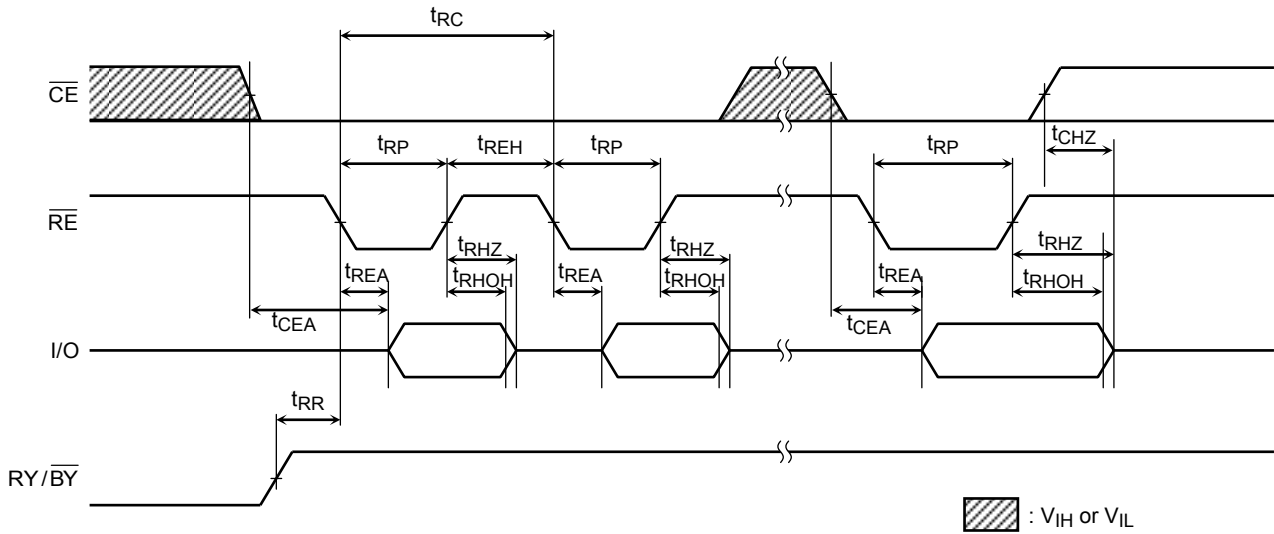 tRC
CE
tRP tREH tRP tRP tCHZ
RE
tRHZ tRHZ tRHZ
tREA tRHOH tREA tRHOH tREA tRHOH
tCEA tCEA
I/O
tRR
RY/BY
: VIH or VIL